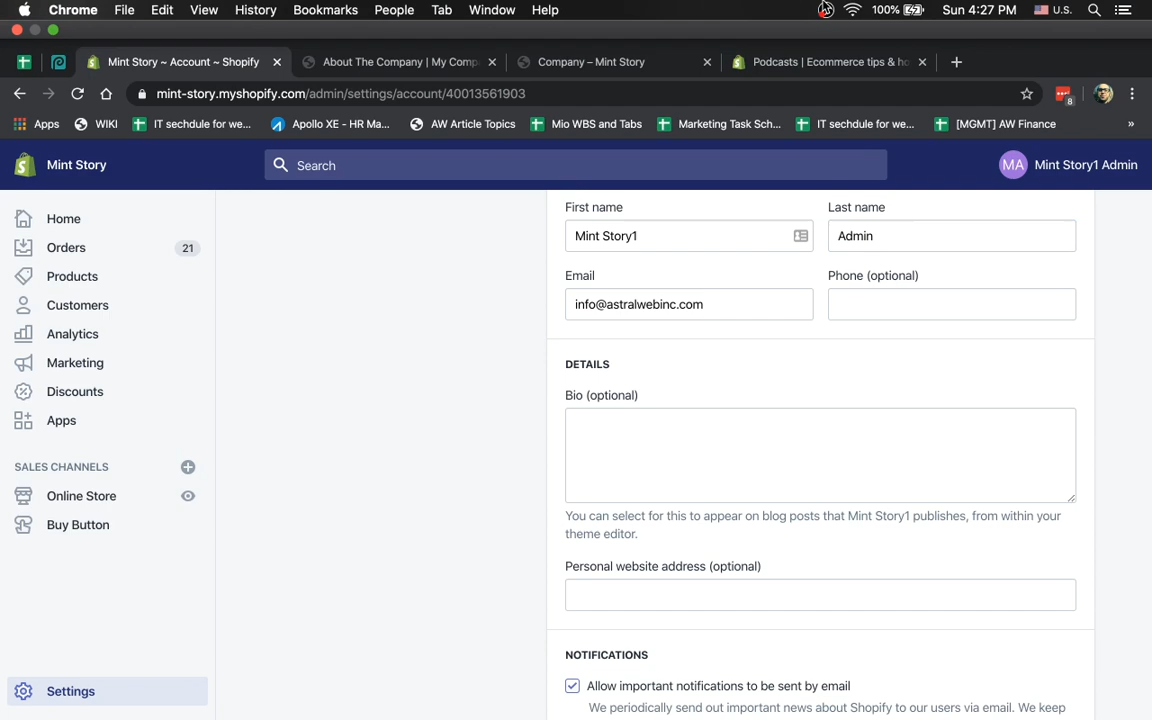 Chrome File Edit View History Bookmarks People Tab Window Help 100% Sun 4:27 PM U.S.
Mint Story ~ Account ~ Shopify About The Company | My Comp Company – Mint Story Podcasts | Ecommerce tips & ho
mint-story.myshopify.com/admin/settings/account/40013561903 8
Apps WIKI IT sechdule for we... Apollo XE - HR Ma... AW Article Topics Mio WBS and Tabs Marketing Task Sch... IT sechdule for we... [MGMT] AW Finance »
Mint Story Search MA Mint Story1 Admin
Home
Orders 21
Products
Customers
Analytics
Marketing
Discounts
Apps
SALES CHANNELS
Online Store
Buy Button
Settings
First name Last name
Mint Story1 Admin
Email Phone (optional)
info@astralwebinc.com
DETAILS
Bio (optional)
You can select for this to appear on blog posts that Mint Story1 publishes, from within your
theme editor.
Personal website address (optional)
NOTIFICATIONS
Allow important notifications to be sent by email
We periodically send out important news about Shopify to our users via email. We keep